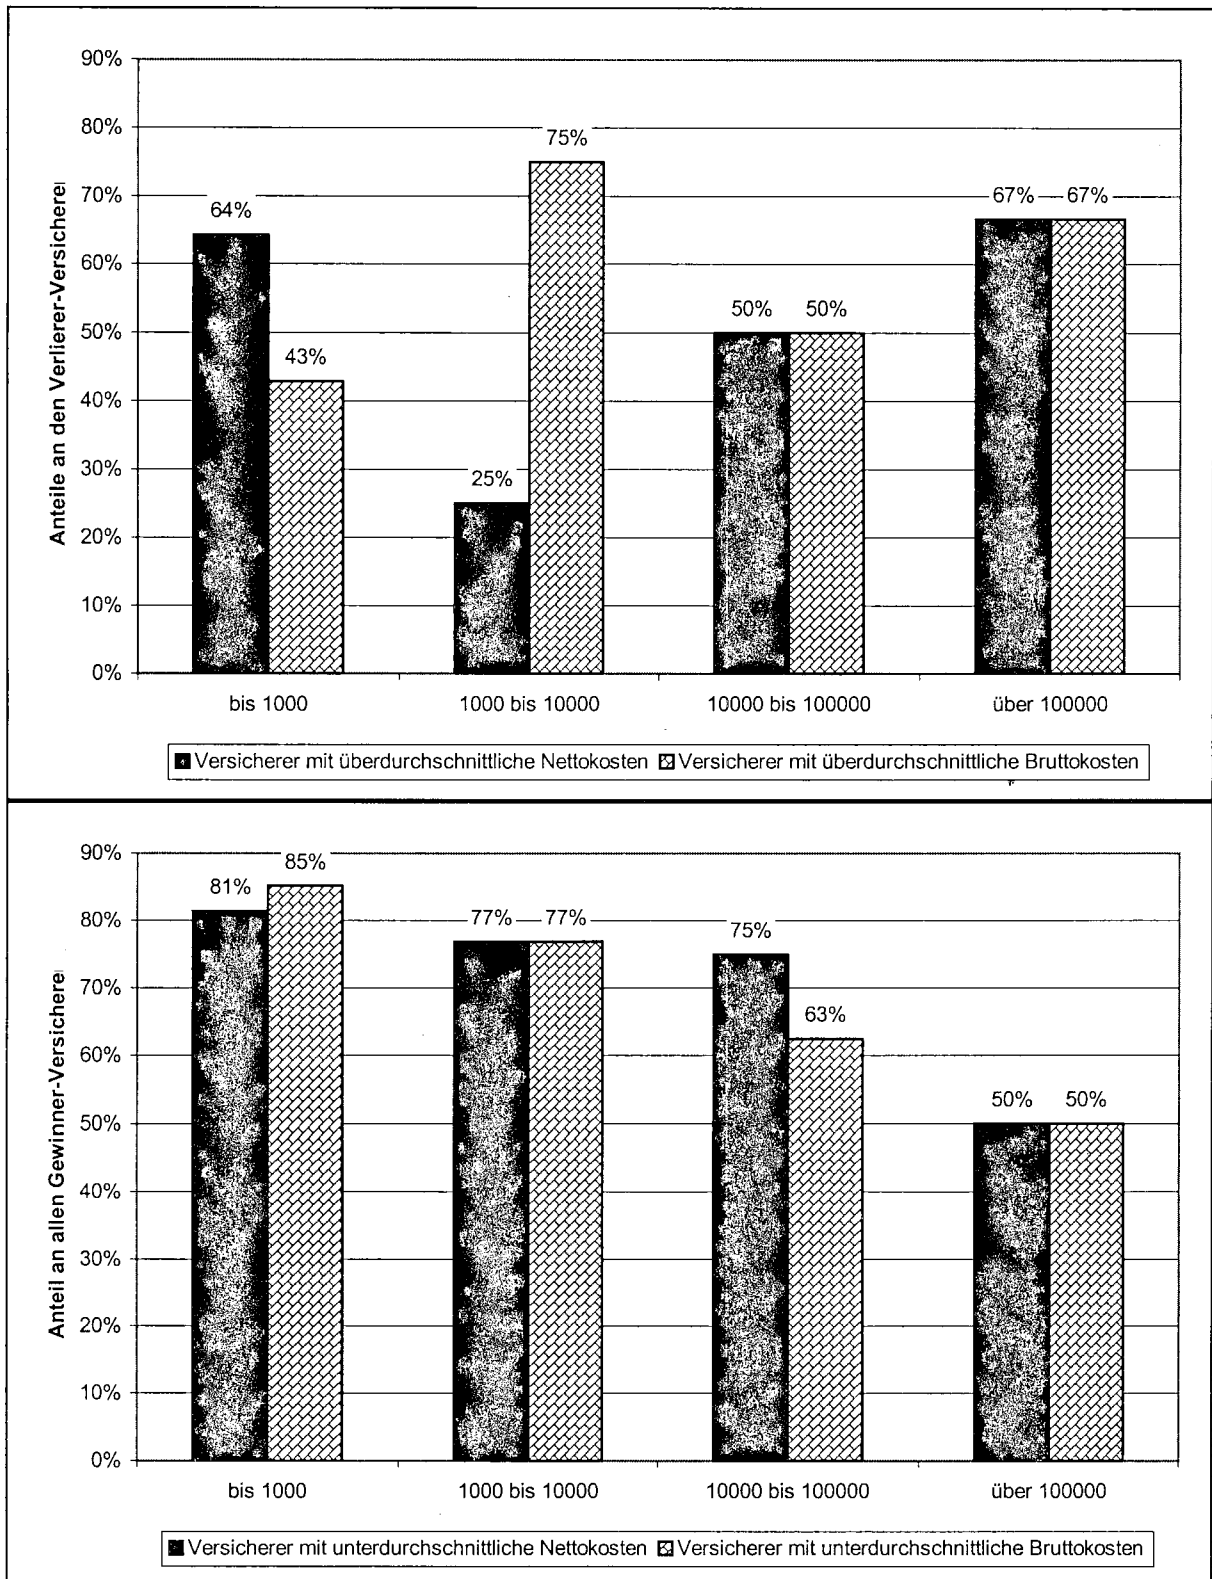 Anteile an den Verlierer-Versicherer
90%
80%
70%
60%
50%
40%
30%
20%
10%
0%
64%
43%
25%
75%
50%
50%
67%
67%
bis 1000
1000 bis 10000
10000 bis 100000
über 100000
Versicherer mit überdurchschnittliche Nettokosten
Versicherer mit überdurchschnittliche Bruttokosten
Anteil an allen Gewinner-Versicherer
90%
80%
70%
60%
50%
40%
30%
20%
10%
0%
81%
85%
77%
77%
75%
63%
50%
50%
bis 1000
1000 bis 10000
10000 bis 100000
über 100000
Versicherer mit unterdurchschnittliche Nettokosten
Versicherer mit unterdurchschnittliche Bruttokosten